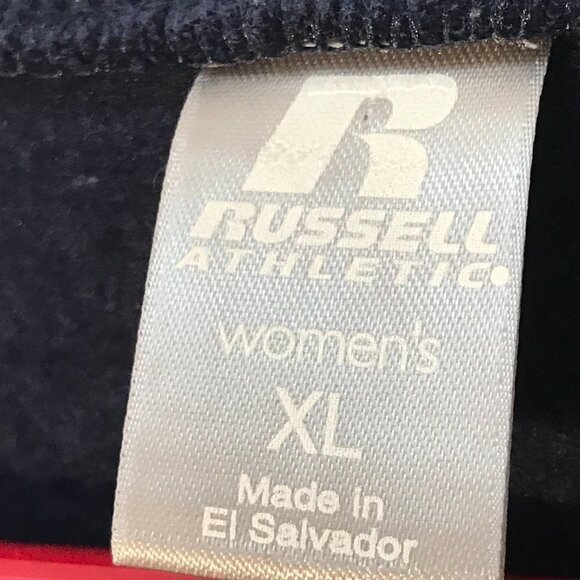 R
RUSSELL
ATHLETIC
women's
XL
Made in
El Salvador